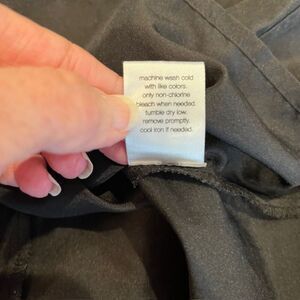 machine wash cold
with like colors.
only non-chlorine
bleach when needed.
tumble dry low.
remove promptly.
cool iron if needed.